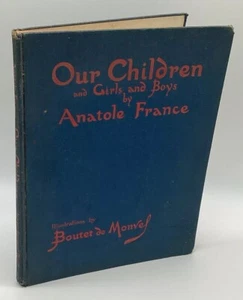 Our Children
and Girls and Boys
by
Anatole France
Illustrations by
Boutet de Monvel